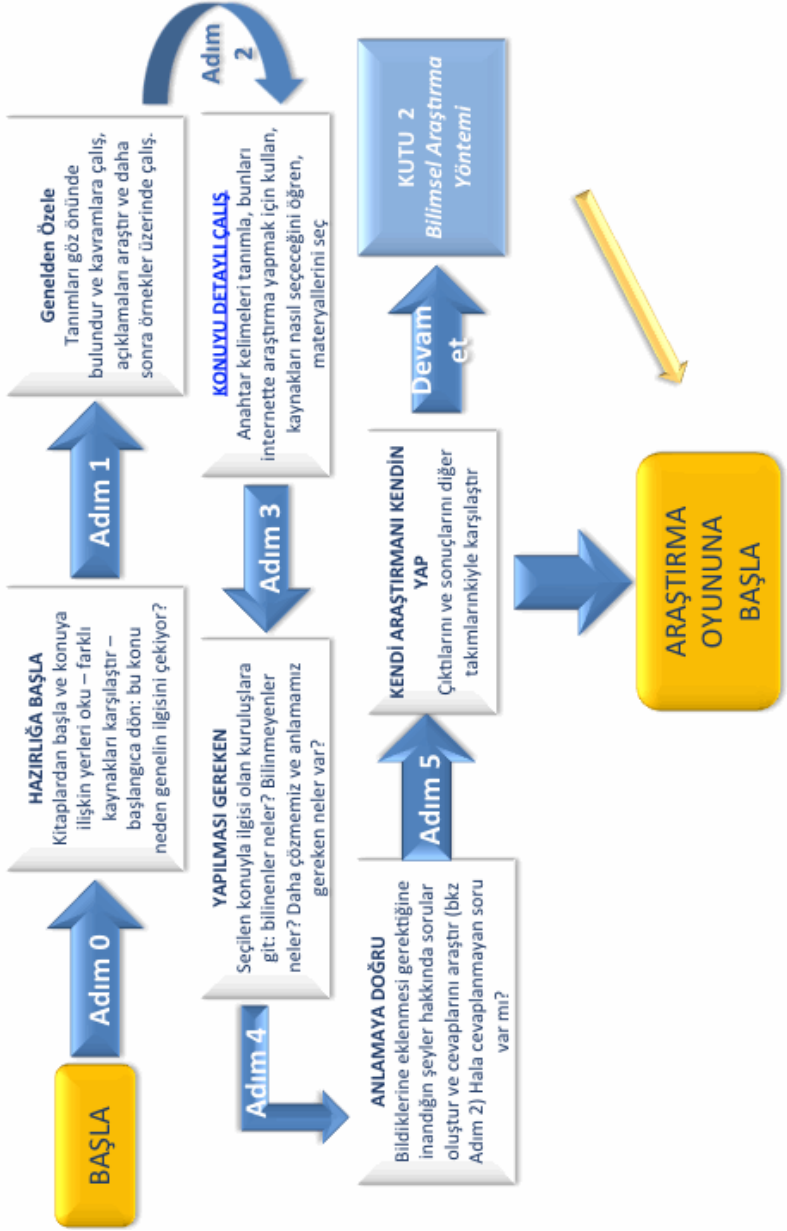 BAŞLA
Adım 0
HAZIRLIĞA BAŞLA
Kitaplardan başla ve konuya
ilişkin yerleri oku – farklı
kaynakları karşılaştır –
başlangıca dön: bu konu
neden genelin ilgisini çekiyor?
Adım 1
Genelden Özele
Tanımları göz önünde
bulundur ve kavramlara çalış,
açıklamaları araştır ve daha
sonra örnekler üzerinde çalış.
Adım
2
KONUYU DETAYLI ÇALIŞ
Anahtar kelimeleri tanımla, bunları
internette araştırma yapmak için kullan,
kaynakları nasıl seçeceğini öğren,
materyallerini seç
Adım 3
YAPILMASI GEREKEN
Seçilen konuyla ilgisi olan kuruluşlara
git: bilinenler neler? Bilinmeyenler
neler? Daha çözmemiz ve anlamamız
gereken neler var?
Adım 4
ANLAMAYA DOĞRU
Bildiklerine eklenmesi gerektiğine
inandığın şeyler hakkında sorular
oluştur ve cevaplarını araştır (bkz
Adım 2) Hala cevaplanmayan soru
var mı?
Adım 5
KENDİ ARAŞTIRMANI KENDİN
YAP
Çıktılarını ve sonuçlarını diğer
takımlarınkiyle karşılaştır
Devam
et
KUTU 2
Bilimsel Araştırma
Yöntemi
ARAŞTIRMA
OYUNUNA
BAŞLA